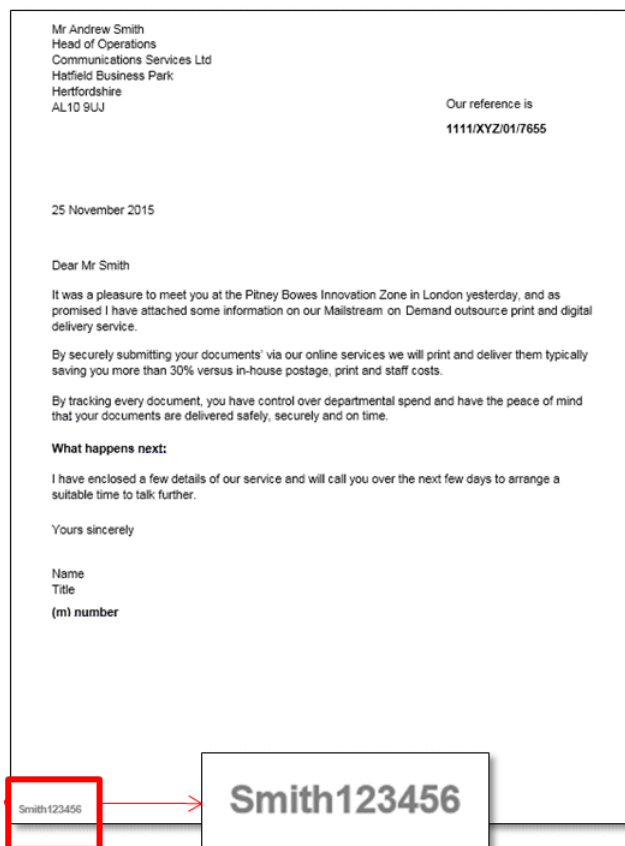 Mr Andrew Smith
Head of Operations
Communications Services Ltd
Hatfield Business Park
Hertfordshire
AL10 9UJ
Our reference is
1111/XYZ/01/7655
25 November 2015
Dear Mr Smith
It was a pleasure to meet you at the Pitney Bowes Innovation Zone in London yesterday, and as
promised I have attached some information on our Mailstream on Demand outsource print and digital
delivery service.
By securely submitting your documents' via our online services we will print and deliver them typically
saving you more than 30% versus in-house postage, print and staff costs.
By tracking every document, you have control over departmental spend and have the peace of mind
that your documents are delivered safely, securely and on time.
What happens next:
I have enclosed a few details of our service and will call you over the next few days to arrange a
suitable time to talk further.
Yours sincerely
Name
Title
(m) number
Smith123456
Smith123456